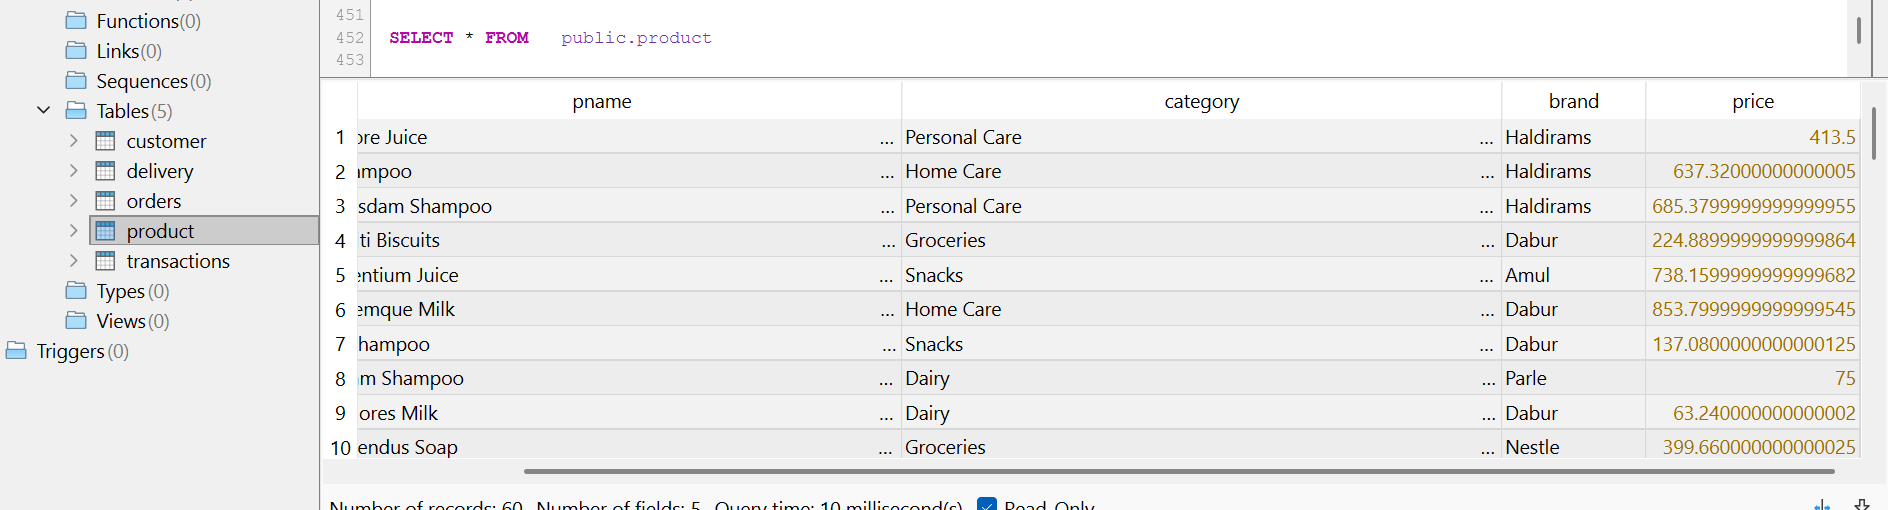 Functions(0)
Links(0)
Sequences(0)
Tables(5)
customer
delivery
orders
product
transactions
Types(0)
Views(0)
Triggers(0)
451
452 SELECT * FROM public.product
453
pname category brand price
1 ore Juice ... Personal Care ... Haldirams 413.5
2 ampoo ... Home Care ... Haldirams 637.32000000000005
3 sdam Shampoo ... Personal Care ... Haldirams 685.3799999999999955
4 ti Biscuits ... Groceries ... Dabur 224.8899999999999864
5 entium Juice ... Snacks ... Amul 738.1599999999999682
6 emque Milk ... Home Care ... Dabur 853.7999999999999545
7 hampoo ... Snacks ... Dabur 137.0800000000000125
8 m Shampoo ... Dairy ... Parle 75
9 ores Milk ... Dairy ... Dabur 63.240000000000002
10 endus Soap ... Groceries ... Nestle 399.660000000000025
Number of records: 60 Number of fields: 5 Query time: 10 millisecond(s) Read-Only